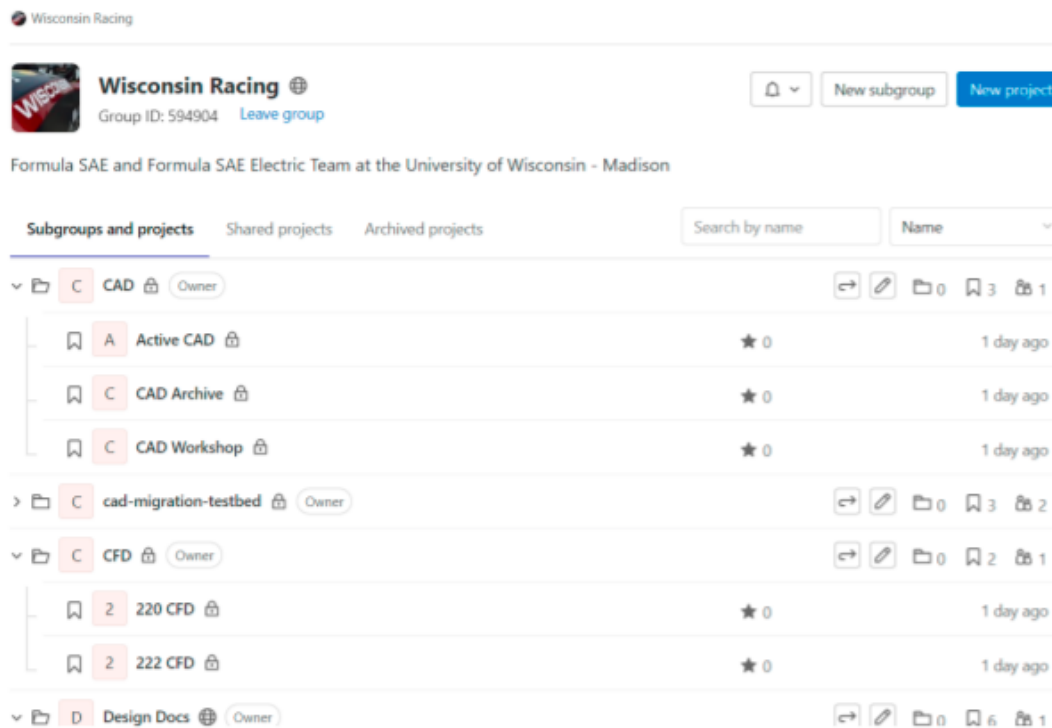 Wisconsin Racing
Wisconsin Racing
New subgroup
New project
Group ID: 594904 Leave group
Formula SAE and Formula SAE Electric Team at the University of Wisconsin - Madison
Subgroups and projects Shared projects Archived projects Search by name Name
C CAD Owner 0 3 1
A Active CAD 0 1 day ago
C CAD Archive 0 1 day ago
C CAD Workshop 0 1 day ago
C cad-migration-testbed Owner 0 3 2
C CFD Owner 0 2 1
2 220 CFD 0 1 day ago
2 222 CFD 0 1 day ago
D Design Docs Owner 0 6 1